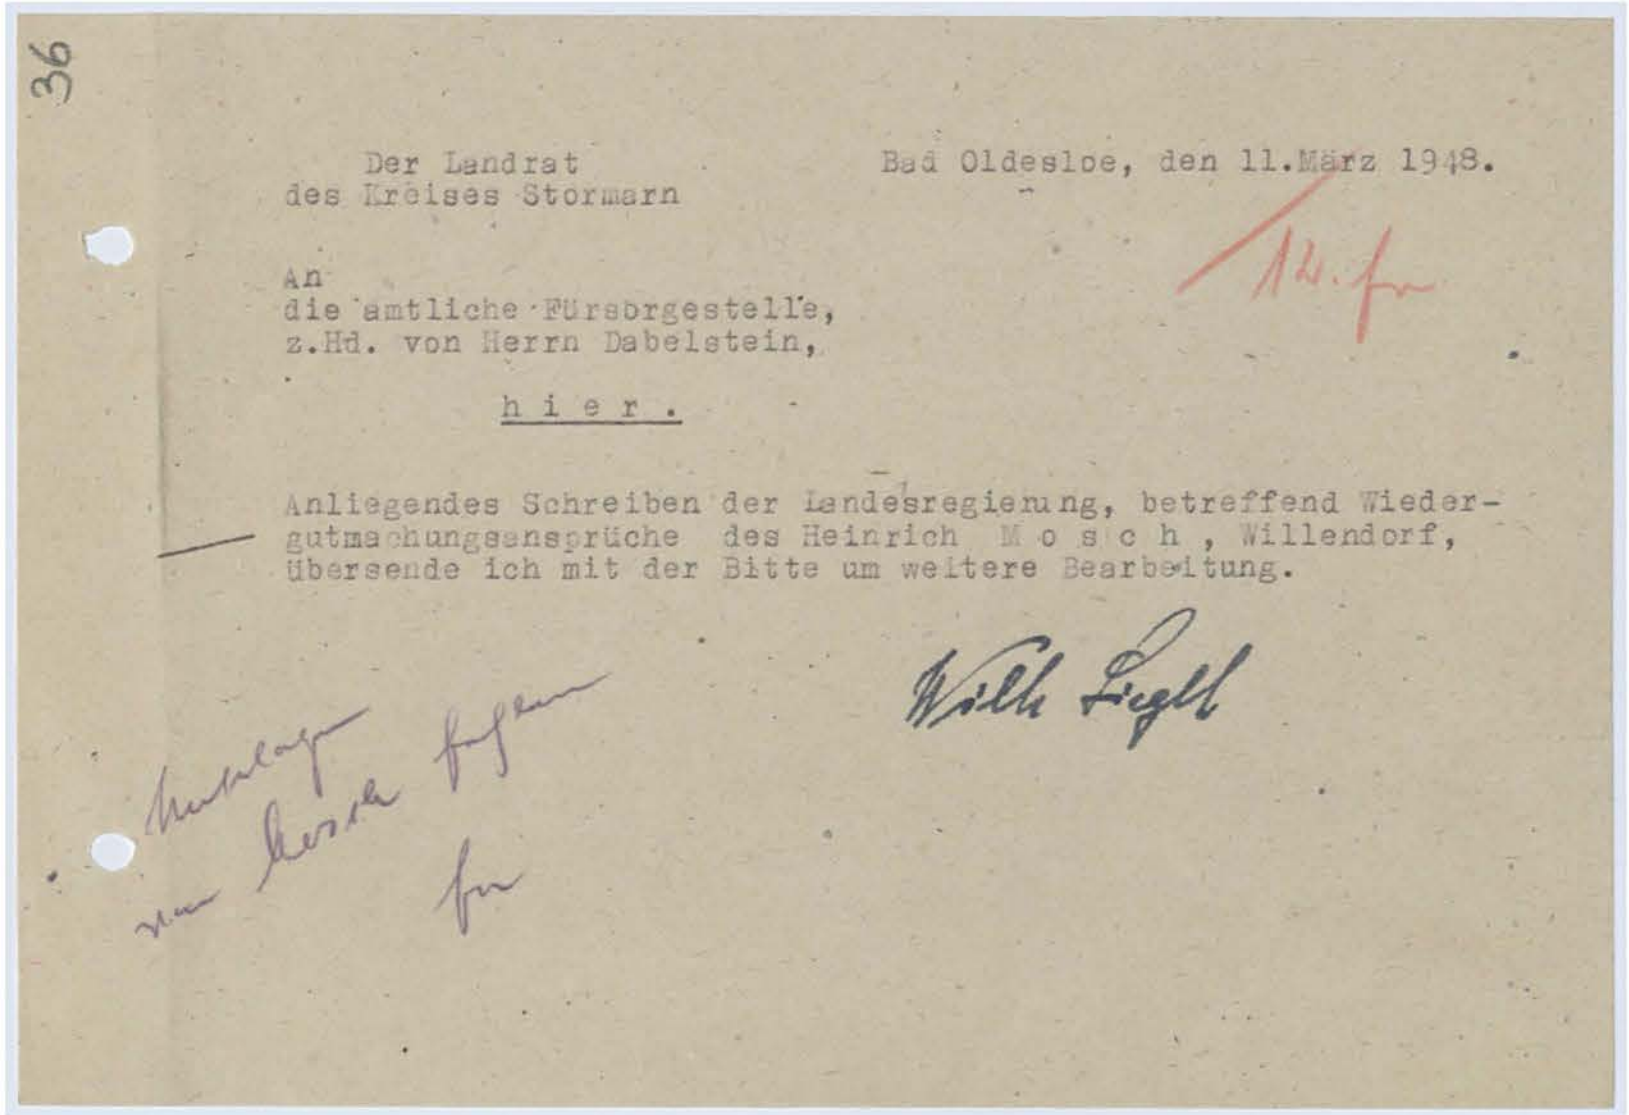 36
Der Landrat
des Kreises Stormarn
Bad Oldesloe, den 11.März 1948.
12.
An
die amtliche Fürsorgestelle,
z.Hd. von Herrn Dabelstein,
h i e r .
Anliegendes Schreiben der Landesregierung, betreffend Wieder-
gutmachungsansprüche des Heinrich M o s c h , Willendorf,
übersende ich mit der Bitte um weitere Bearbeitung.
Wilh